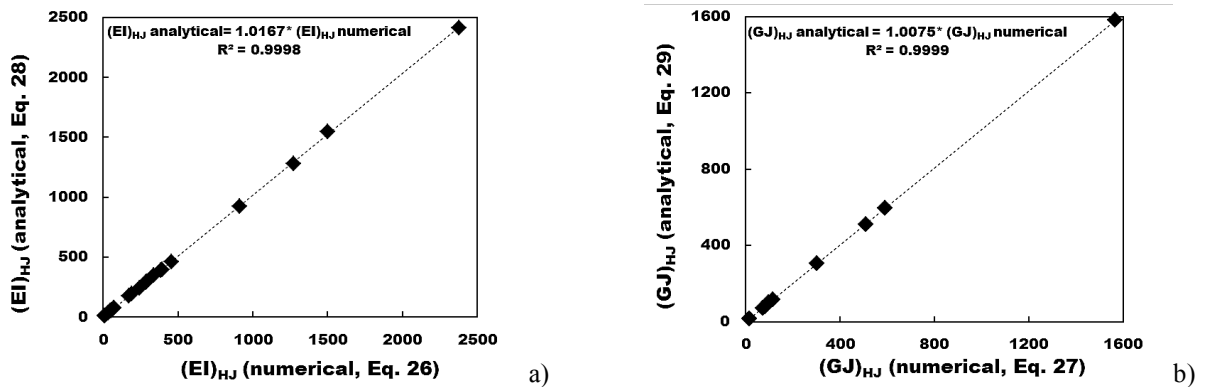 2500
(EI)HJ analytical= 1.0167* (EI)HJ numerical
R² = 0.9998
2000
1500
1000
500
0
0 500 1000 1500 2000 2500
(EI)HJ (analytical, Eq. 28)
(EI)HJ (numerical, Eq. 26)
a)
1600
(GJ)HJ analytical = 1.0075* (GJ)HJ numerical
R² = 0.9999
1200
800
400
0
0 400 800 1200 1600
(GJ)HJ (analytical, Eq. 29)
(GJ)HJ (numerical, Eq. 27)
b)